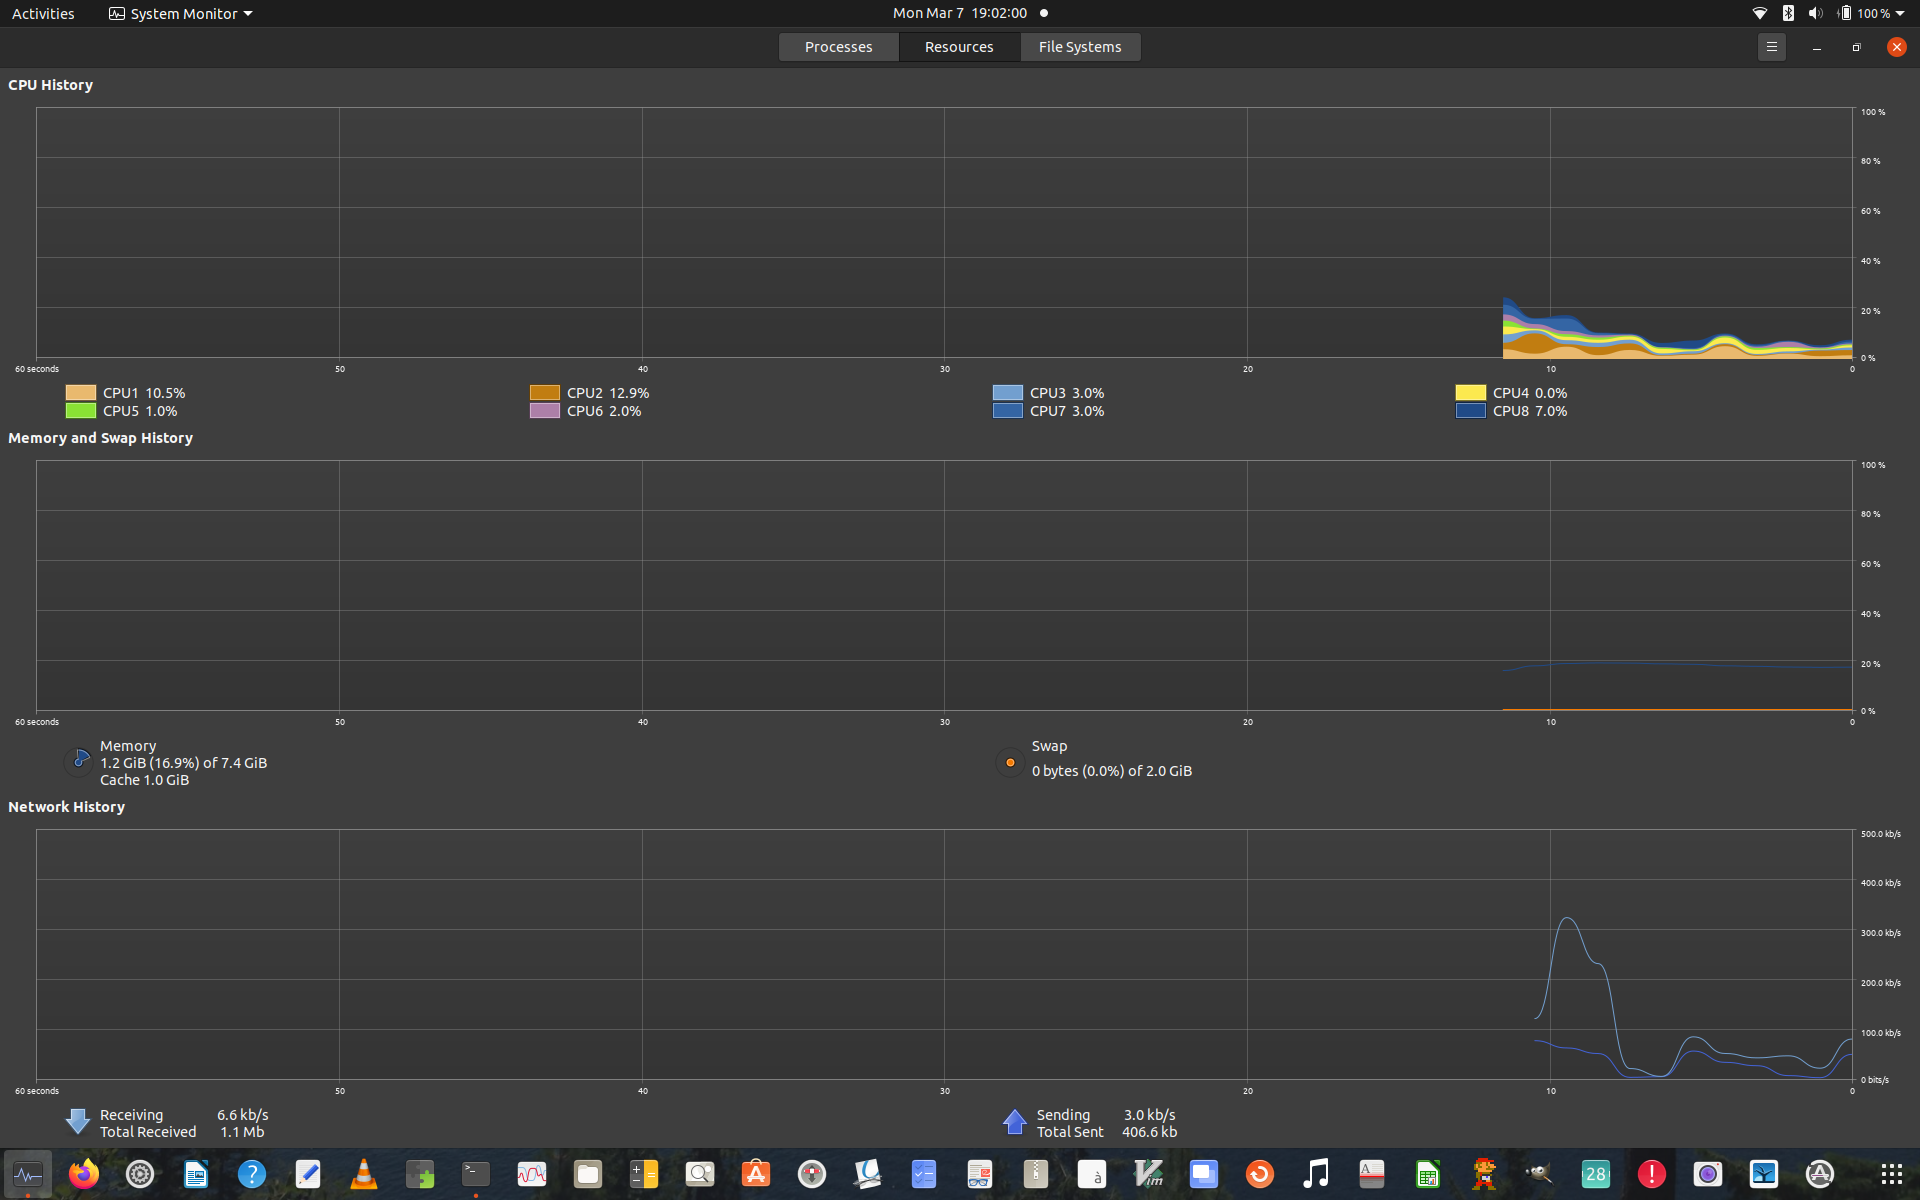 Activities System Monitor Mon Mar 7 19:02:00 100 %
Processes Resources File Systems
CPU History
100 %
80 %
60 %
40 %
20 %
0 %
60 seconds 50 40 30 20 10 0
CPU1 10.5% CPU2 12.9% CPU3 3.0% CPU4 0.0%
CPU5 1.0% CPU6 2.0% CPU7 3.0% CPU8 7.0%
Memory and Swap History
100 %
80 %
60 %
40 %
20 %
0 %
60 seconds 50 40 30 20 10 0
Memory
1.2 GiB (16.9%) of 7.4 GiB
Cache 1.0 GiB
Swap
0 bytes (0.0%) of 2.0 GiB
Network History
500.0 kb/s
400.0 kb/s
300.0 kb/s
200.0 kb/s
100.0 kb/s
0 bits/s
60 seconds 50 40 30 20 10 0
Receiving 6.6 kb/s
Total Received 1.1 Mb
Sending 3.0 kb/s
Total Sent 406.6 kb
? >_ à Vim A 28 !